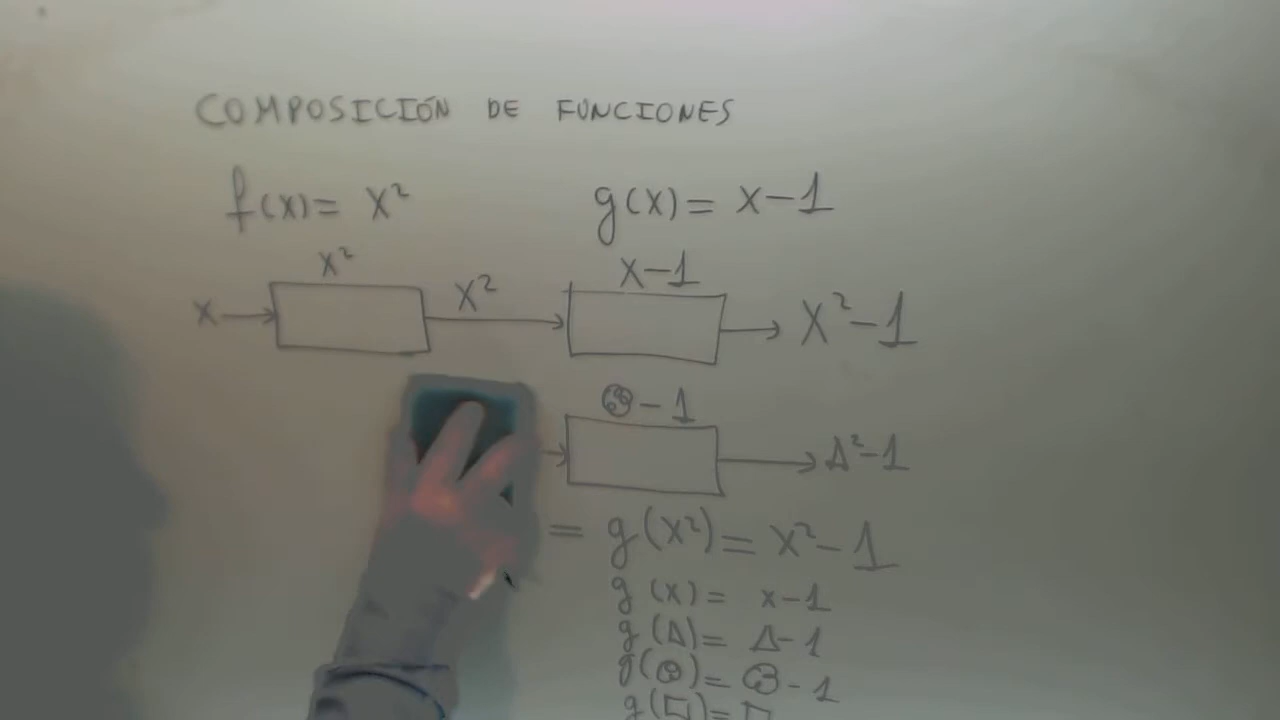 COMPOSICIÓN DE FUNCIONES
f(x)= x² g(x)= x-1
x² x-1
x x² x²-1
-1 Δ²-1
= g(x²)= x²-1
g(x)= x-1
g(Δ)= Δ-1
g(☹)= ☹-1
g(□)= □